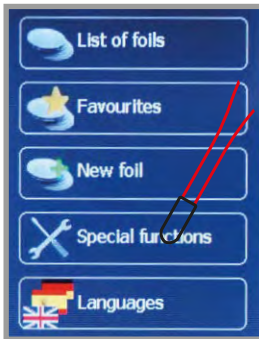 List of foils
Favourites
New foil
Special functions
Languages